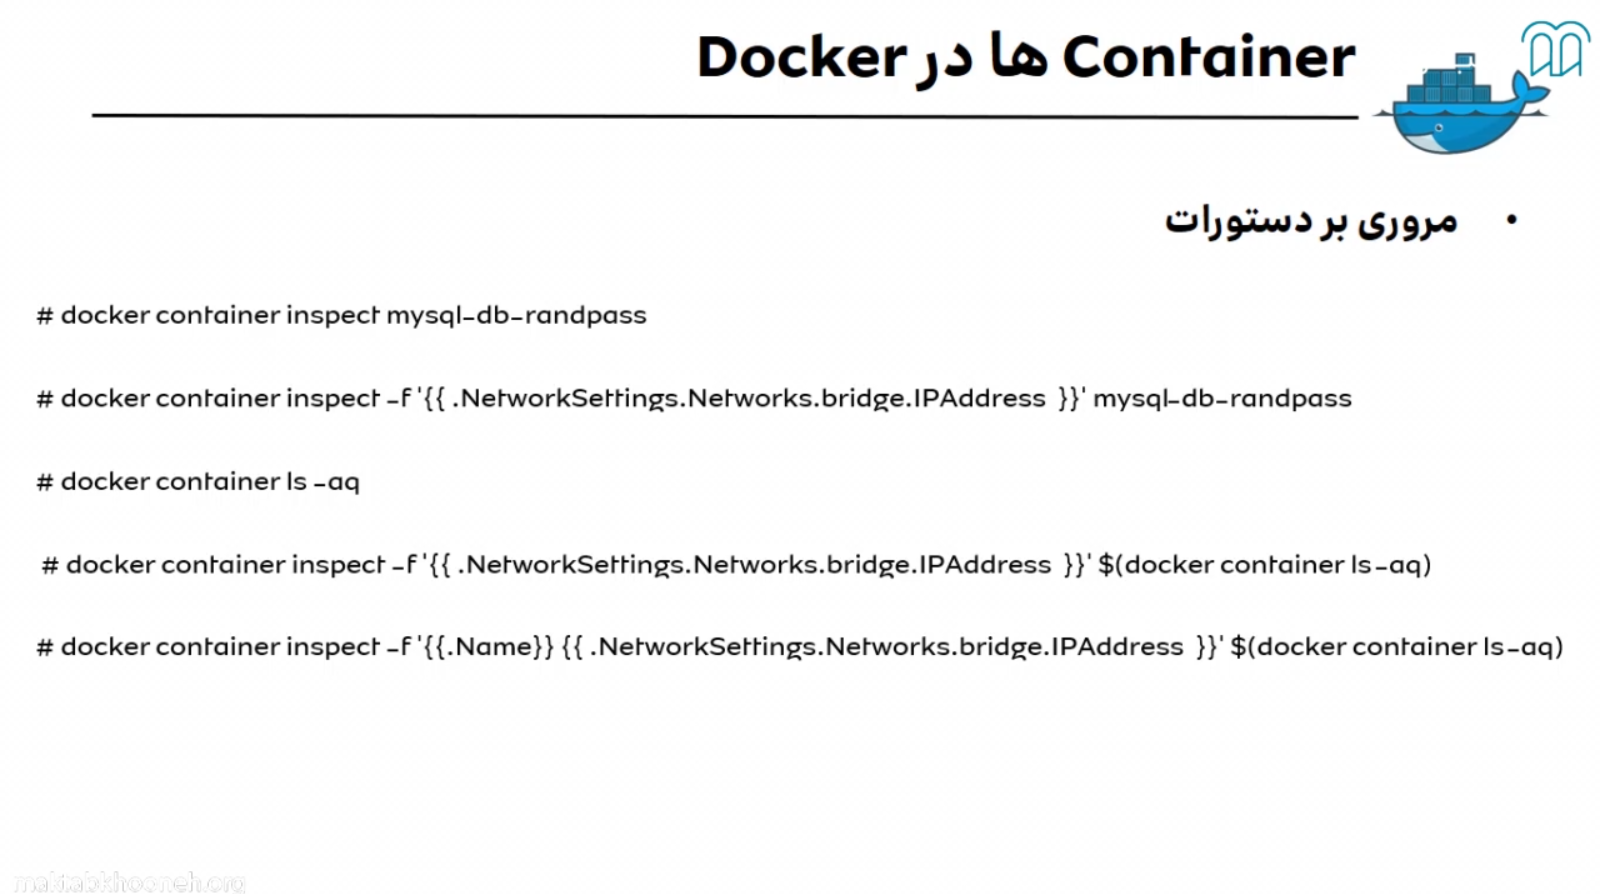 Container ها در Docker
• مروری بر دستورات
# docker container inspect mysql-db-randpass
# docker container inspect -f '{{ .NetworkSettings.Networks.bridge.IPAddress }}' mysql-db-randpass
# docker container ls -aq
# docker container inspect -f '{{ .NetworkSettings.Networks.bridge.IPAddress }}' $(docker container ls-aq)
# docker container inspect -f '{{.Name}} {{ .NetworkSettings.Networks.bridge.IPAddress }}' $(docker container ls-aq)
maktabkhooneh.org